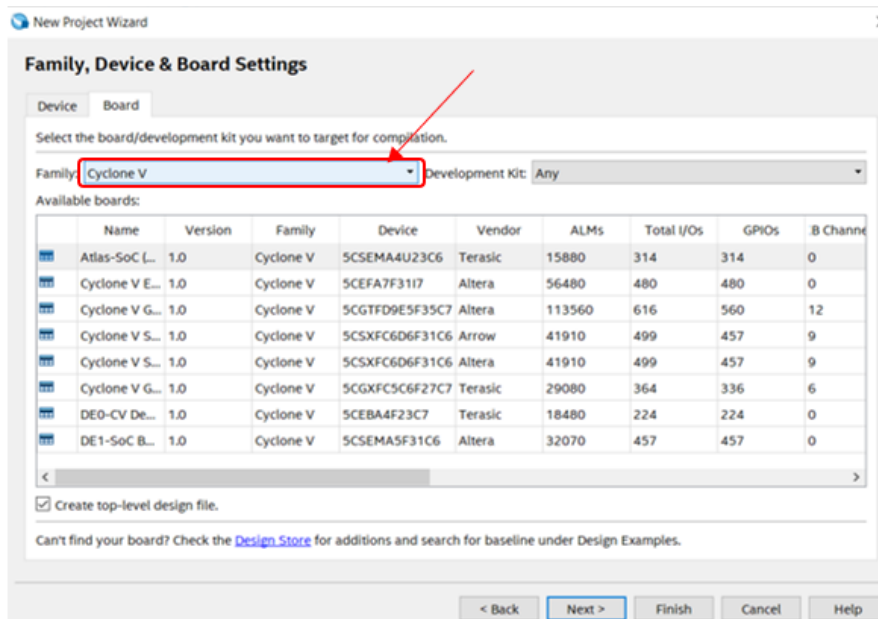 New Project Wizard
Family, Device & Board Settings
Device Board
Select the board/development kit you want to target for compilation.
Family: Cyclone V Development Kit: Any
Available boards:
Name Version Family Device Vendor ALMs Total I/Os GPIOs :B Channe
Atlas-SoC (... 1.0 Cyclone V 5CSEMA4U23C6 Terasic 15880 314 314 0
Cyclone V E... 1.0 Cyclone V 5CEFA7F31I7 Altera 56480 480 480 0
Cyclone V G... 1.0 Cyclone V 5CGTFD9E5F35C7 Altera 113560 616 560 12
Cyclone V S... 1.0 Cyclone V 5CSXFC6D6F31C6 Arrow 41910 499 457 9
Cyclone V S... 1.0 Cyclone V 5CSXFC6D6F31C6 Altera 41910 499 457 9
Cyclone V G... 1.0 Cyclone V 5CGXFC5C6F27C7 Terasic 29080 364 336 6
DE0-CV De... 1.0 Cyclone V 5CEBA4F23C7 Terasic 18480 224 224 0
DE1-SoC B... 1.0 Cyclone V 5CSEMA5F31C6 Altera 32070 457 457 0
Create top-level design file.
Can't find your board? Check the Design Store for additions and search for baseline under Design Examples.
< Back Next > Finish Cancel Help